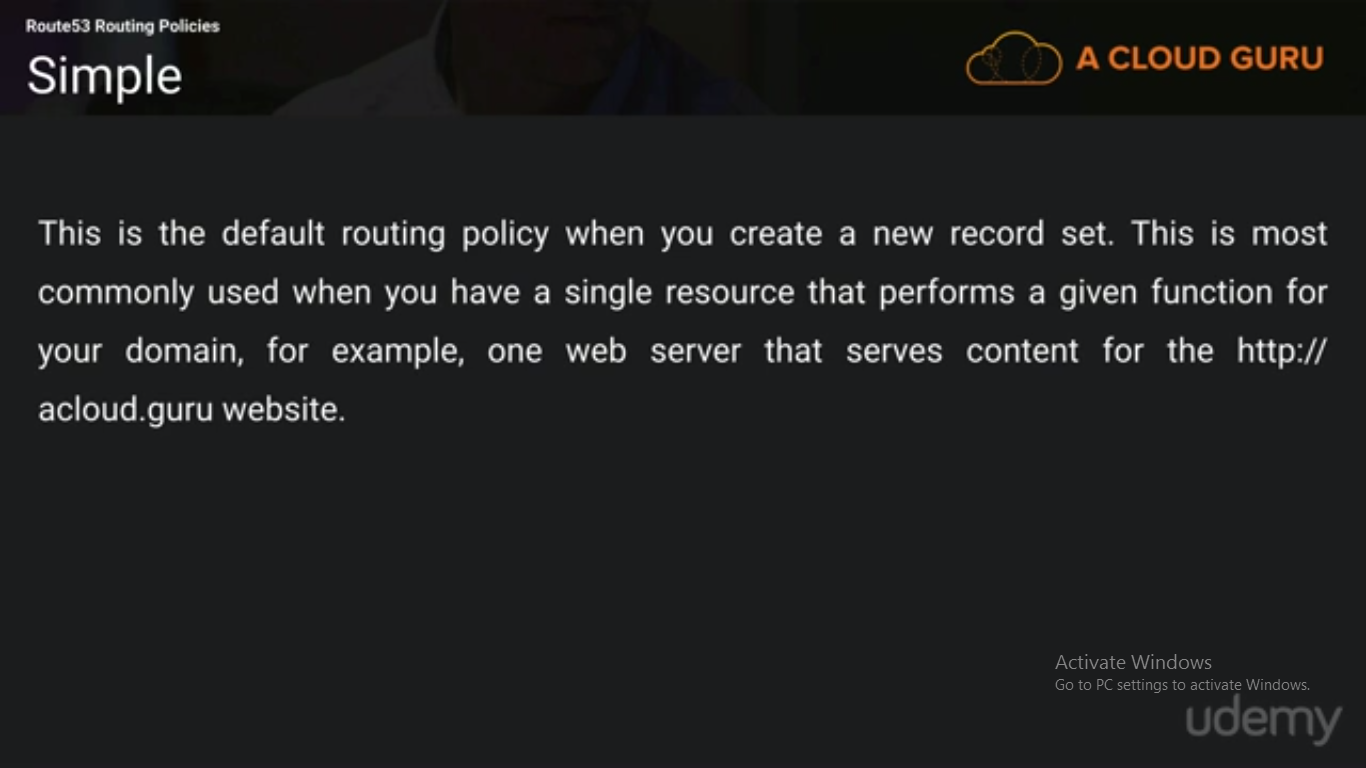 Route53 Routing Policies
Simple
A CLOUD GURU
This is the default routing policy when you create a new record set. This is most
commonly used when you have a single resource that performs a given function for
your domain, for example, one web server that serves content for the http://
acloud.guru website.
Activate Windows
Go to PC settings to activate Windows.
udemy